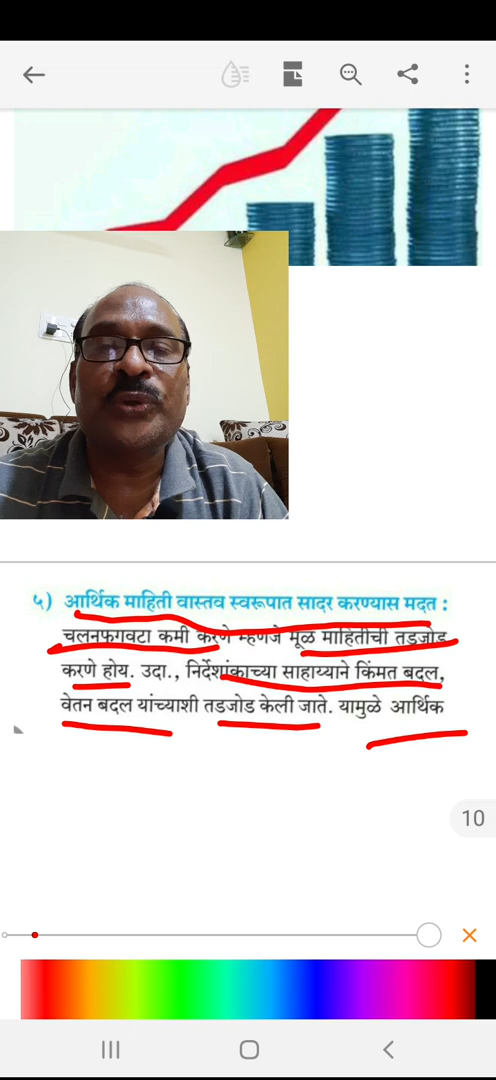 ५) आर्थिक माहिती वास्तव स्वरूपात सादर करण्यास मदत :
चलनफुगवटा कमी करणे म्हणजे मूळ माहितीची तडजोड
करणे होय. उदा., निर्देशांकाच्या साहाय्याने किंमत बदल,
वेतन बदल यांच्याशी तडजोड केली जाते. यामुळे आर्थिक
10